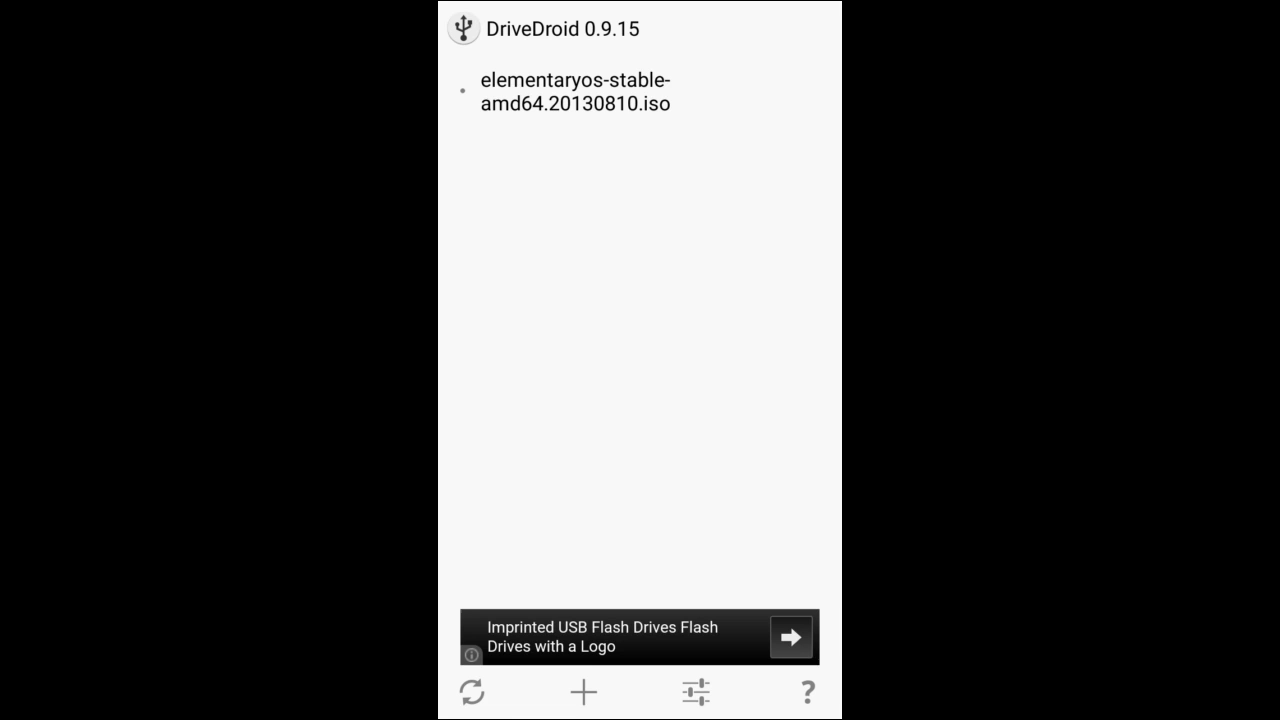 DriveDroid 0.9.15
elementaryos-stable-
amd64.20130810.iso
Imprinted USB Flash Drives Flash
Drives with a Logo
?